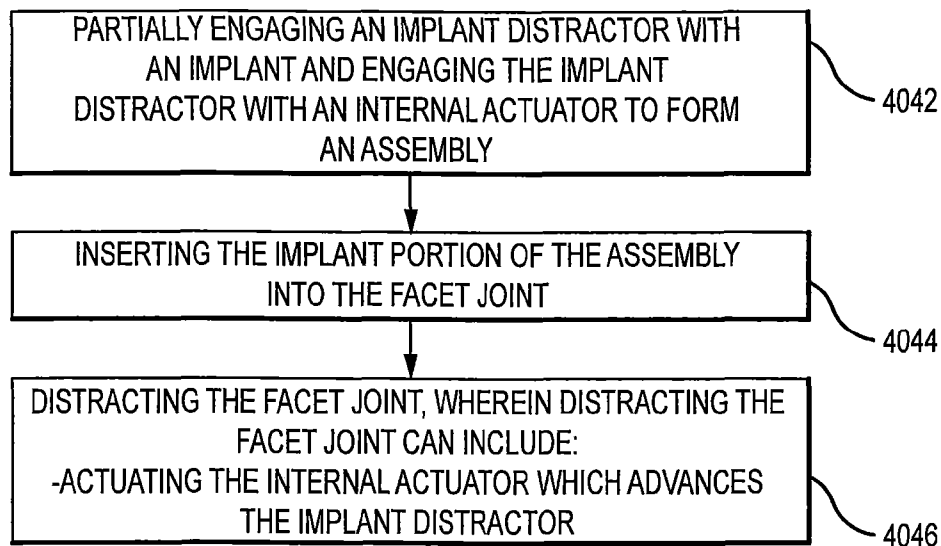 PARTIALLY ENGAGING AN IMPLANT DISTRACTOR WITH
AN IMPLANT AND ENGAGING THE IMPLANT
DISTRACTOR WITH AN INTERNAL ACTUATOR TO FORM
AN ASSEMBLY
4042
INSERTING THE IMPLANT PORTION OF THE ASSEMBLY
INTO THE FACET JOINT
4044
DISTRACTING THE FACET JOINT, WHEREIN DISTRACTING THE
FACET JOINT CAN INCLUDE:
-ACTUATING THE INTERNAL ACTUATOR WHICH ADVANCES
THE IMPLANT DISTRACTOR
4046